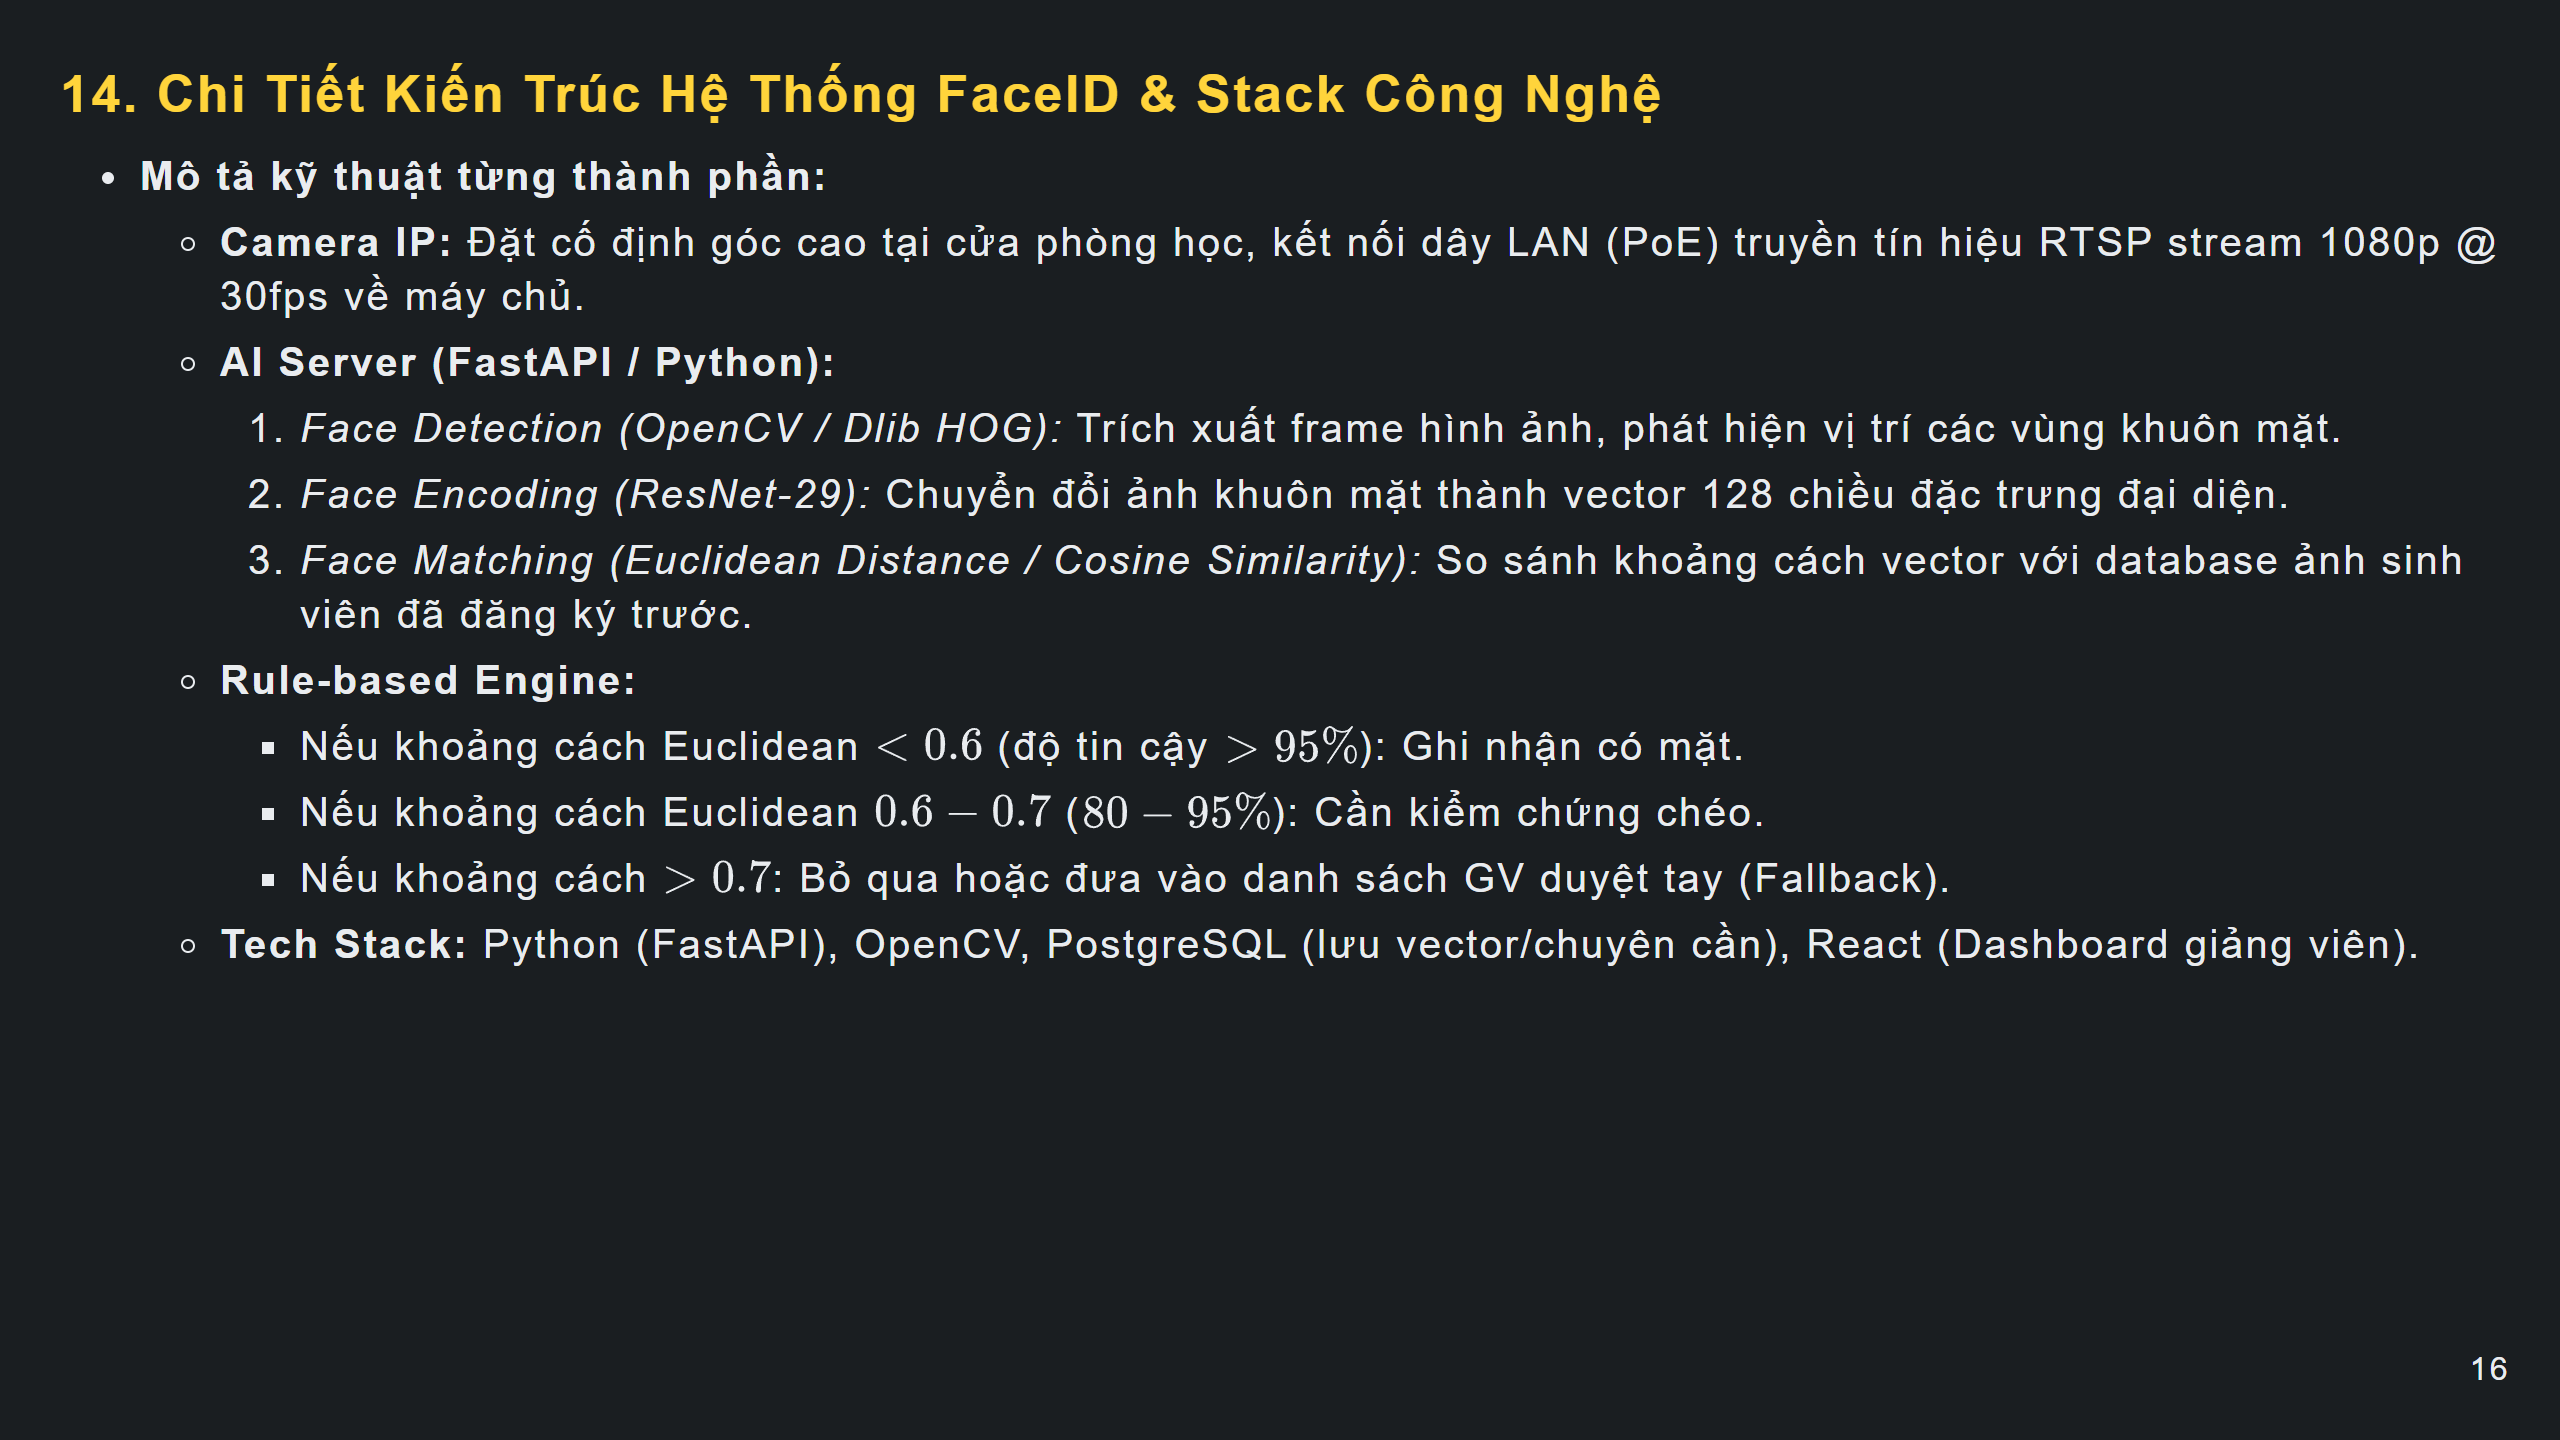 14. Chi Tiết Kiến Trúc Hệ Thống FaceID & Stack Công Nghệ
• Mô tả kỹ thuật từng thành phần:
◦ Camera IP: Đặt cố định góc cao tại cửa phòng học, kết nối dây LAN (PoE) truyền tín hiệu RTSP stream 1080p @
30fps về máy chủ.
◦ AI Server (FastAPI / Python):
1. Face Detection (OpenCV / Dlib HOG): Trích xuất frame hình ảnh, phát hiện vị trí các vùng khuôn mặt.
2. Face Encoding (ResNet-29): Chuyển đổi ảnh khuôn mặt thành vector 128 chiều đặc trưng đại diện.
3. Face Matching (Euclidean Distance / Cosine Similarity): So sánh khoảng cách vector với database ảnh sinh
viên đã đăng ký trước.
◦ Rule-based Engine:
▪ Nếu khoảng cách Euclidean < 0.6 (độ tin cậy > 95%): Ghi nhận có mặt.
▪ Nếu khoảng cách Euclidean 0.6 − 0.7 (80 − 95%): Cần kiểm chứng chéo.
▪ Nếu khoảng cách > 0.7: Bỏ qua hoặc đưa vào danh sách GV duyệt tay (Fallback).
◦ Tech Stack: Python (FastAPI), OpenCV, PostgreSQL (lưu vector/chuyên cần), React (Dashboard giảng viên).
16